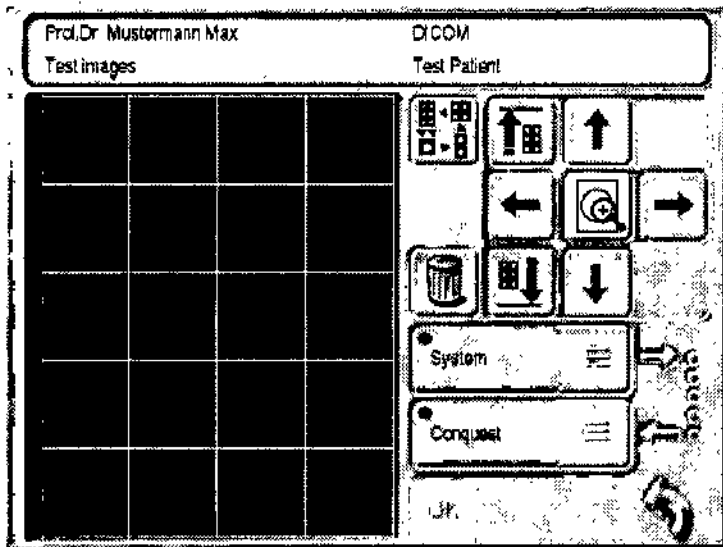 Prof.Dr Mustermann Max
DICOM
Test images
Test Patient
System
Conquest